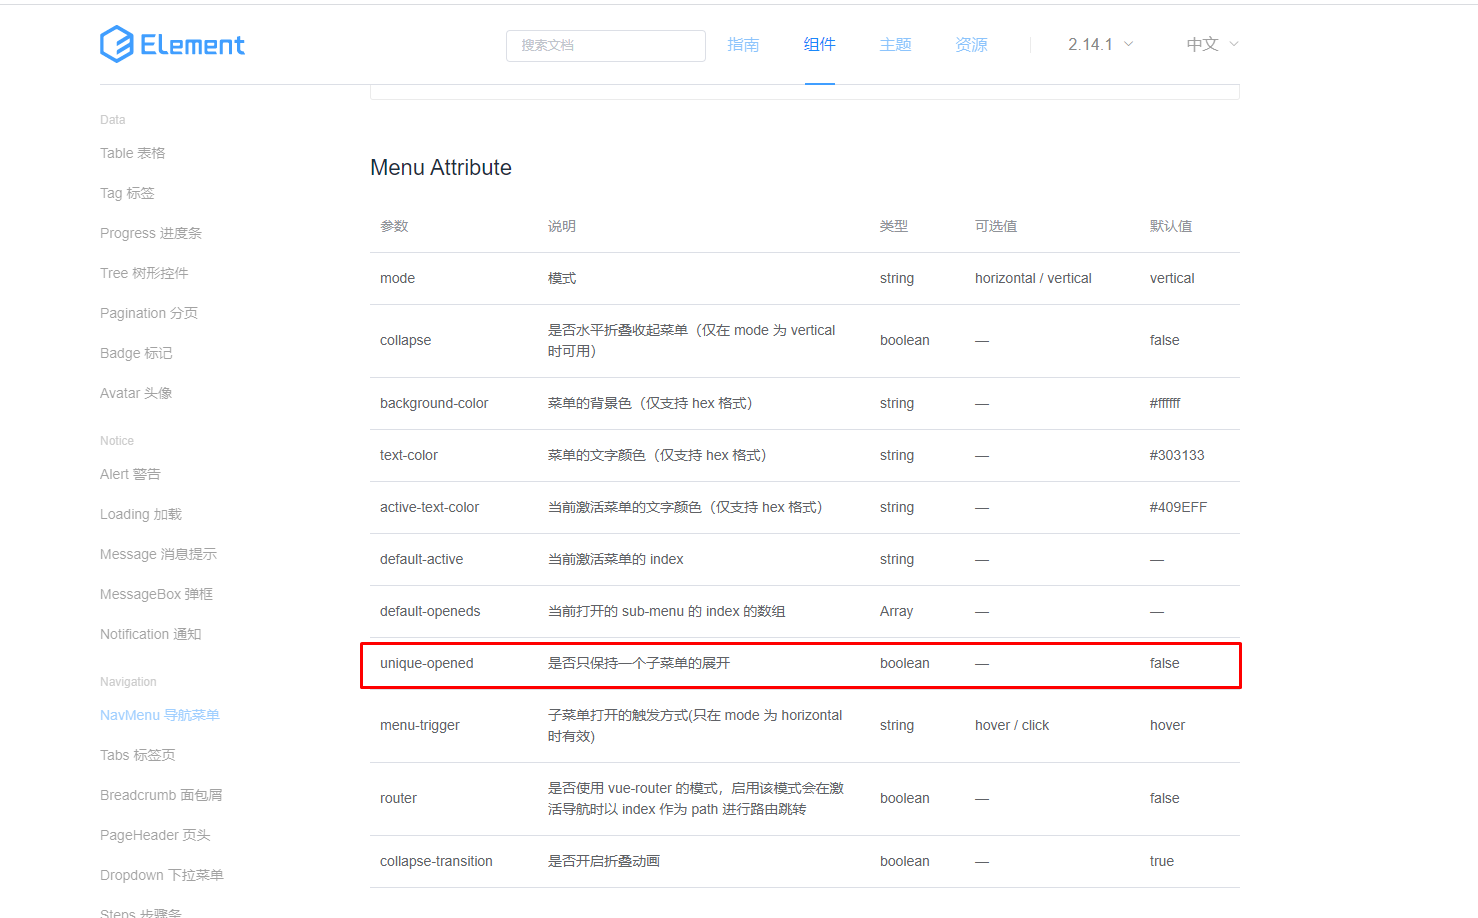 Element
搜索文档
指南
组件
主题
资源
2.14.1
中文
Data
Table 表格
Tag 标签
Progress 进度条
Tree 树形控件
Pagination 分页
Badge 标记
Avatar 头像
Notice
Alert 警告
Loading 加载
Message 消息提示
MessageBox 弹框
Notification 通知
Navigation
NavMenu 导航菜单
Tabs 标签页
Breadcrumb 面包屑
PageHeader 页头
Dropdown 下拉菜单
Steps 步骤条
Menu Attribute
参数 说明 类型 可选值 默认值
mode 模式 string horizontal / vertical vertical
collapse 是否水平折叠收起菜单（仅在 mode 为 vertical
时可用） boolean — false
background-color 菜单的背景色（仅支持 hex 格式） string — #ffffff
text-color 菜单的文字颜色（仅支持 hex 格式） string — #303133
active-text-color 当前激活菜单的文字颜色（仅支持 hex 格式） string — #409EFF
default-active 当前激活菜单的 index string — —
default-openeds 当前打开的 sub-menu 的 index 的数组 Array — —
unique-opened 是否只保持一个子菜单的展开 boolean — false
menu-trigger 子菜单打开的触发方式(只在 mode 为 horizontal
时有效) string hover / click hover
router 是否使用 vue-router 的模式，启用该模式会在激
活导航时以 index 作为 path 进行路由跳转 boolean — false
collapse-transition 是否开启折叠动画 boolean — true